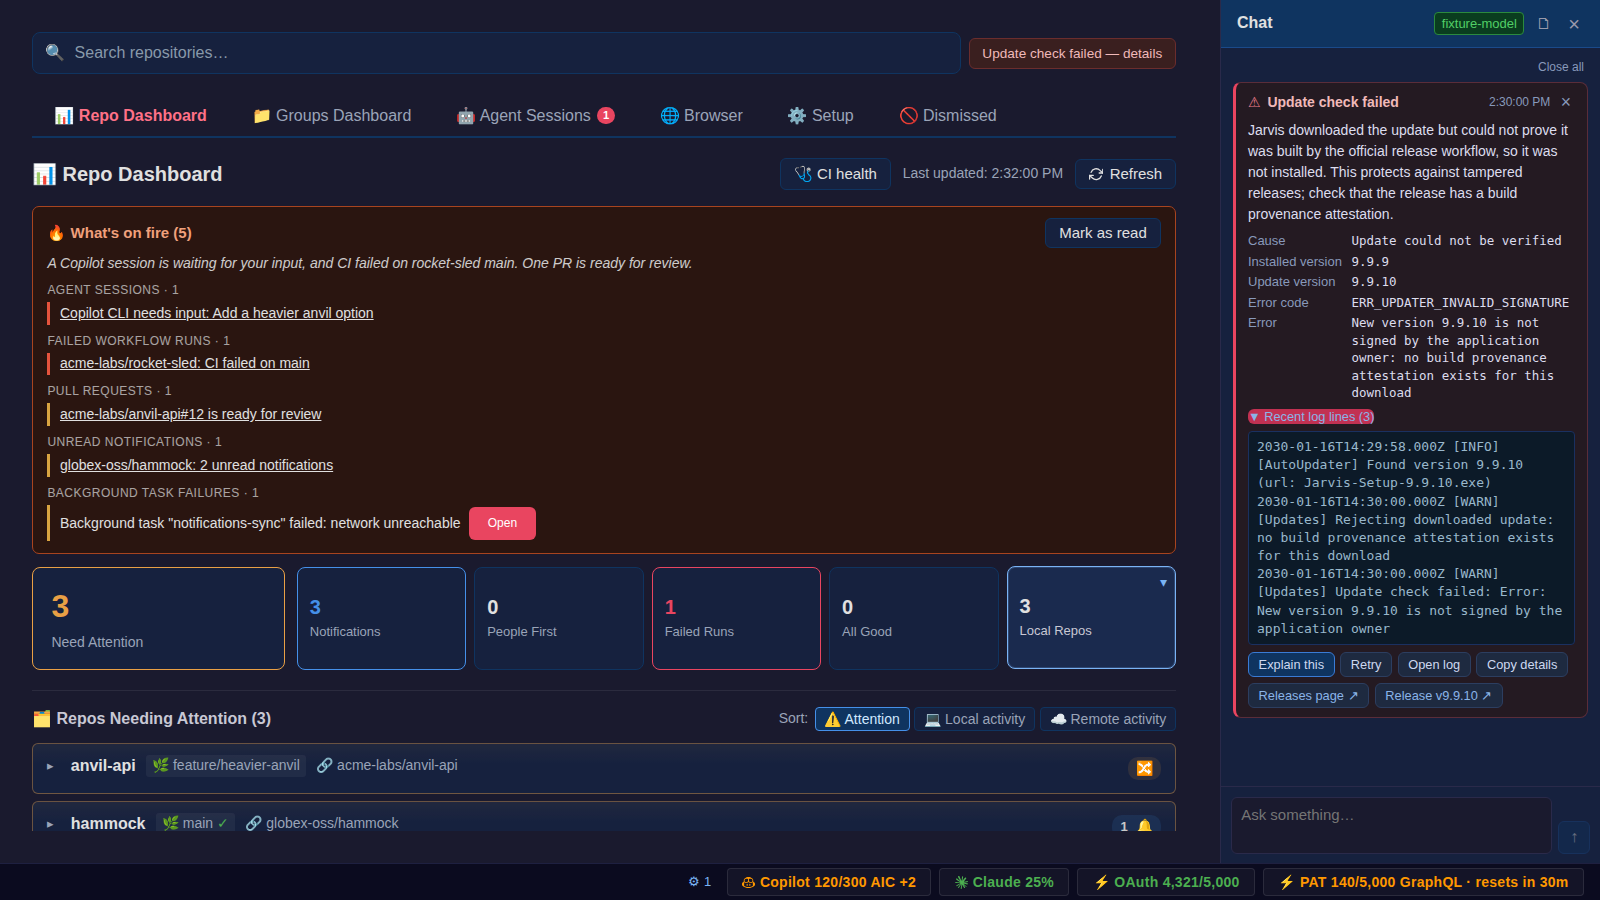 Search repositories…
Update check failed — details
Repo Dashboard
Groups Dashboard
Agent Sessions 1
Browser
Setup
Dismissed
Repo Dashboard
CI health
Last updated: 2:32:00 PM
Refresh
What's on fire (5)
Mark as read
A Copilot session is waiting for your input, and CI failed on rocket-sled main. One PR is ready for review.
AGENT SESSIONS · 1
Copilot CLI needs input: Add a heavier anvil option
FAILED WORKFLOW RUNS · 1
acme-labs/rocket-sled: CI failed on main
PULL REQUESTS · 1
acme-labs/anvil-api#12 is ready for review
UNREAD NOTIFICATIONS · 1
globex-oss/hammock: 2 unread notifications
BACKGROUND TASK FAILURES · 1
Background task "notifications-sync" failed: network unreachable
Open
3
Need Attention
3
Notifications
0
People First
1
Failed Runs
0
All Good
▼
3
Local Repos
Repos Needing Attention (3)
Sort:
Attention
Local activity
Remote activity
▸ anvil-api
feature/heavier-anvil
acme-labs/anvil-api
▸ hammock
main ✓
globex-oss/hammock
1
Chat
fixture-model
×
Close all
⚠ Update check failed
2:30:00 PM
×
Jarvis downloaded the update but could not prove it
was built by the official release workflow, so it was
not installed. This protects against tampered
releases; check that the release has a build
provenance attestation.
Cause Update could not be verified
Installed version 9.9.9
Update version 9.9.10
Error code ERR_UPDATER_INVALID_SIGNATURE
Error New version 9.9.10 is not
signed by the application
owner: no build provenance
attestation exists for this
download
▼ Recent log lines (3)
2030-01-16T14:29:58.000Z [INFO]
[AutoUpdater] Found version 9.9.10
(url: Jarvis-Setup-9.9.10.exe)
2030-01-16T14:30:00.000Z [WARN]
[Updates] Rejecting downloaded update:
no build provenance attestation exists
for this download
2030-01-16T14:30:00.000Z [WARN]
[Updates] Update check failed: Error:
New version 9.9.10 is not signed by the
application owner
Explain this
Retry
Open log
Copy details
Releases page ↗
Release v9.9.10 ↗
Ask something…
↑
⚙ 1
Copilot 120/300 AIC +2
Claude 25%
⚡ OAuth 4,321/5,000
⚡ PAT 140/5,000 GraphQL · resets in 30m